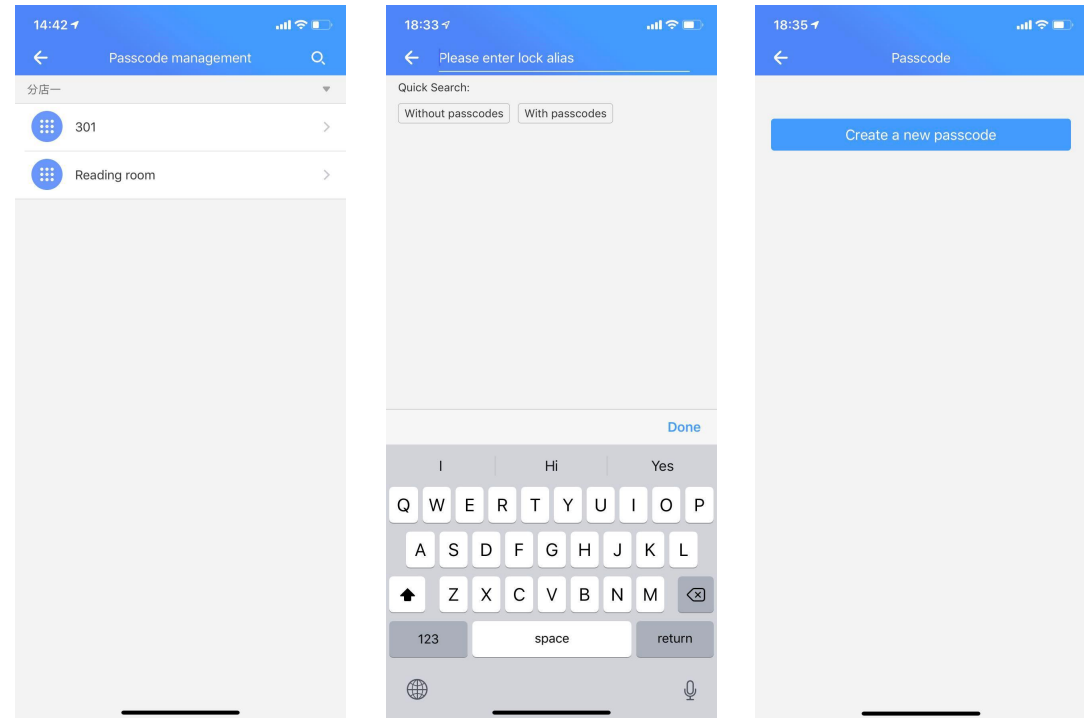 14:42
Passcode management
分店一
301
Reading room
18:33
Please enter lock alias
Quick Search:
Without passcodes
With passcodes
Done
I
Hi
Yes
Q W E R T Y U I O P
A S D F G H J K L
Z X C V B N M
123
space
return
18:35
Passcode
Create a new passcode